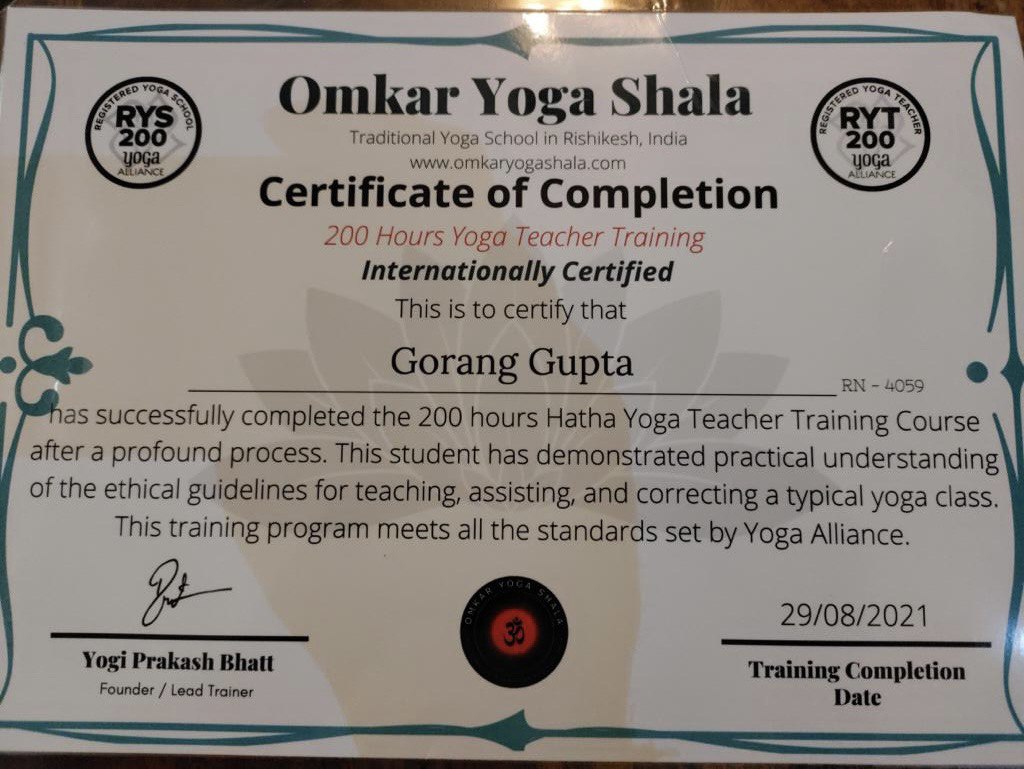 Omkar Yoga Shala
Traditional Yoga School in Rishikesh, India
www.omkaryogashala.com
REGISTERED YOGA SCHOOL
RYS
200
yoga
ALLIANCE
REGISTERED YOGA TEACHER
RYT
200
yoga
ALLIANCE
Certificate of Completion
200 Hours Yoga Teacher Training
Internationally Certified
This is to certify that
Gorang Gupta
RN - 4059
has successfully completed the 200 hours Hatha Yoga Teacher Training Course
after a profound process. This student has demonstrated practical understanding
of the ethical guidelines for teaching, assisting, and correcting a typical yoga class.
This training program meets all the standards set by Yoga Alliance.
Yogi Prakash Bhatt
Founder / Lead Trainer
OMKAR YOGA SHALA
ॐ
29/08/2021
Training Completion
Date